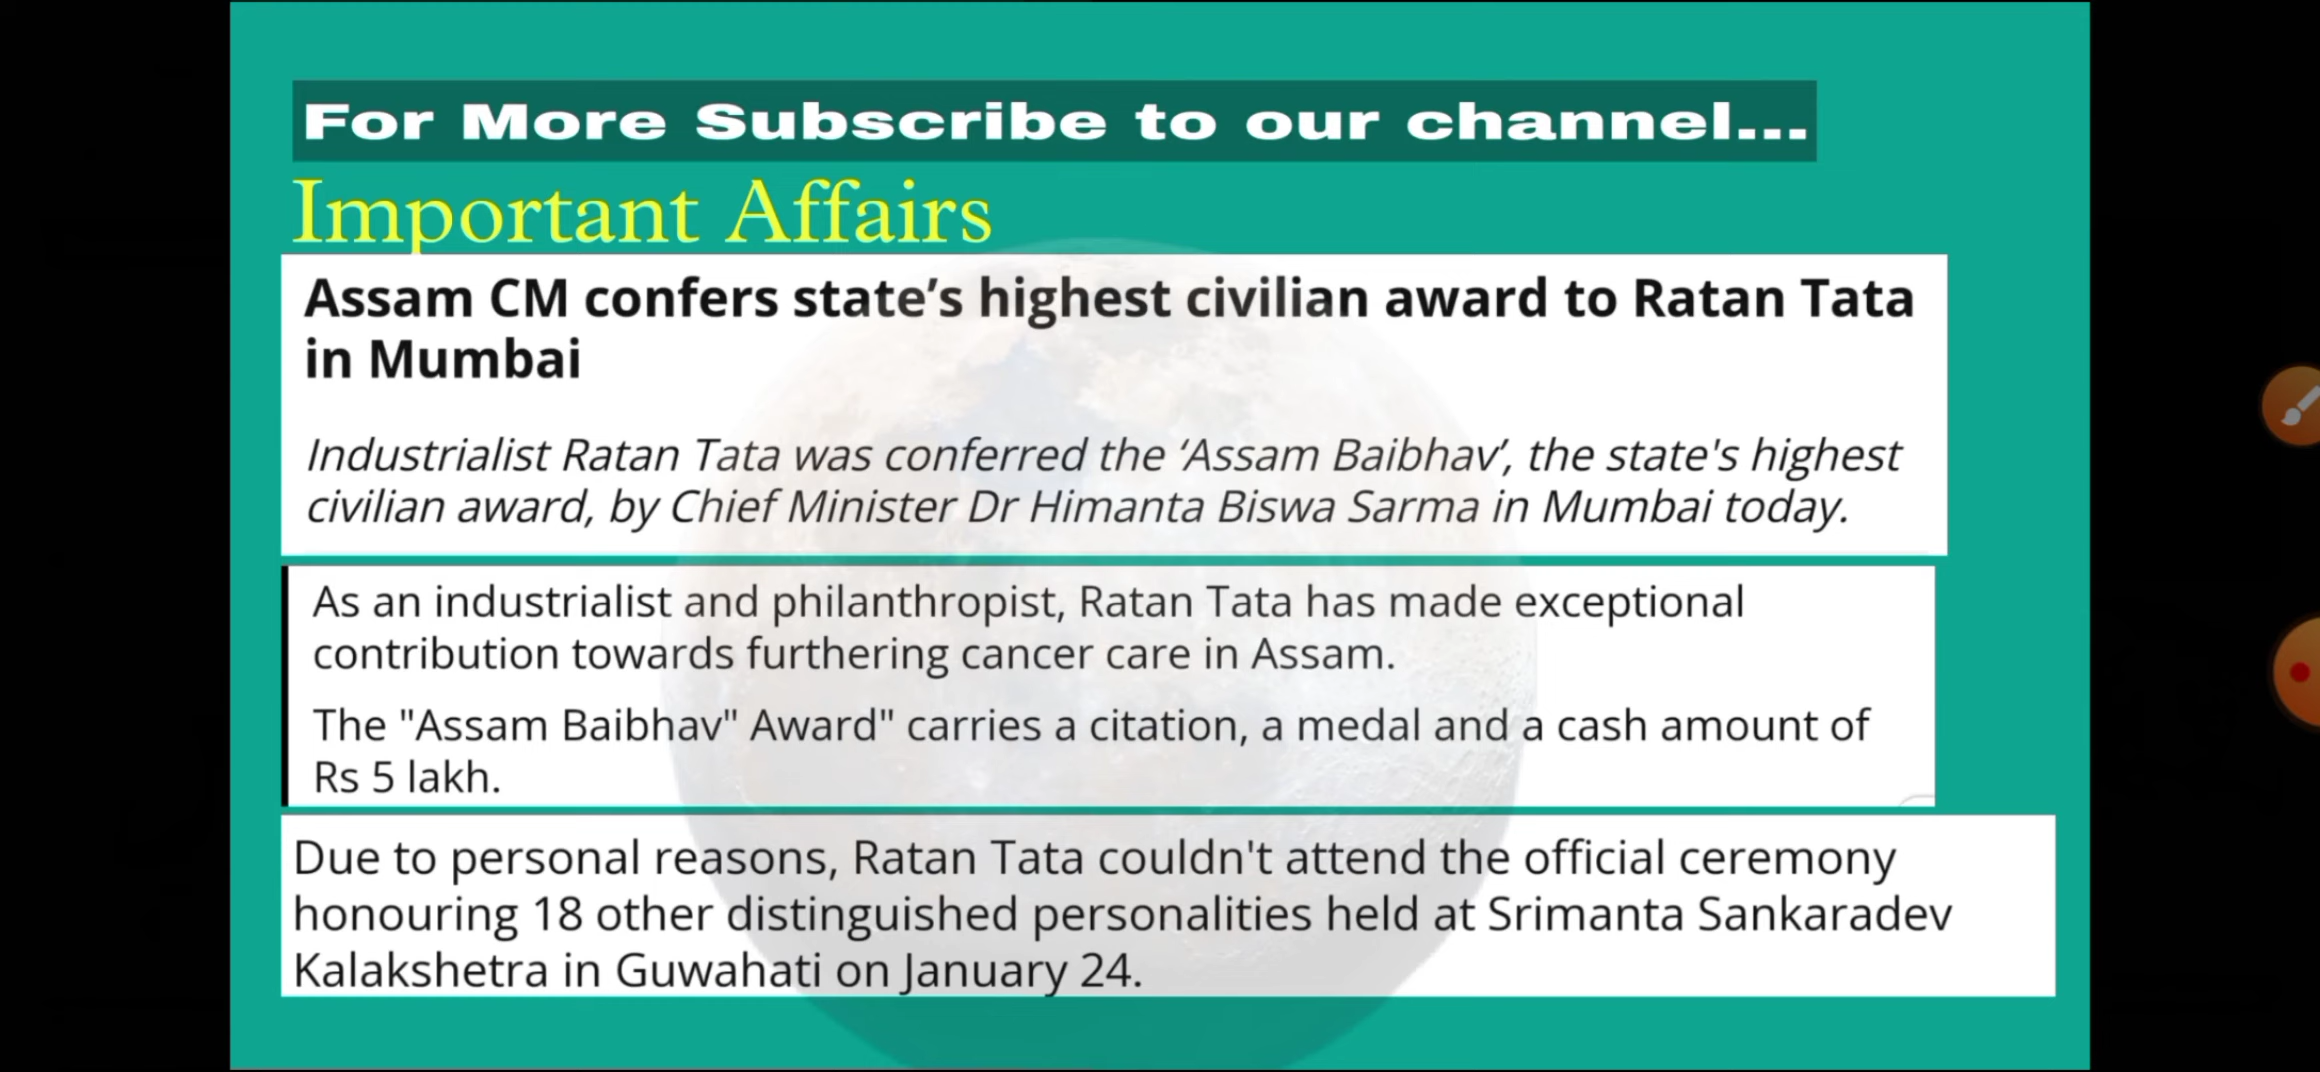 For More Subscribe to our channel...
Important Affairs
Assam CM confers state’s highest civilian award to Ratan Tata
in Mumbai
Industrialist Ratan Tata was conferred the ‘Assam Baibhav’, the state's highest
civilian award, by Chief Minister Dr Himanta Biswa Sarma in Mumbai today.
As an industrialist and philanthropist, Ratan Tata has made exceptional
contribution towards furthering cancer care in Assam.
The "Assam Baibhav" Award" carries a citation, a medal and a cash amount of
Rs 5 lakh.
Due to personal reasons, Ratan Tata couldn't attend the official ceremony
honouring 18 other distinguished personalities held at Srimanta Sankaradev
Kalakshetra in Guwahati on January 24.